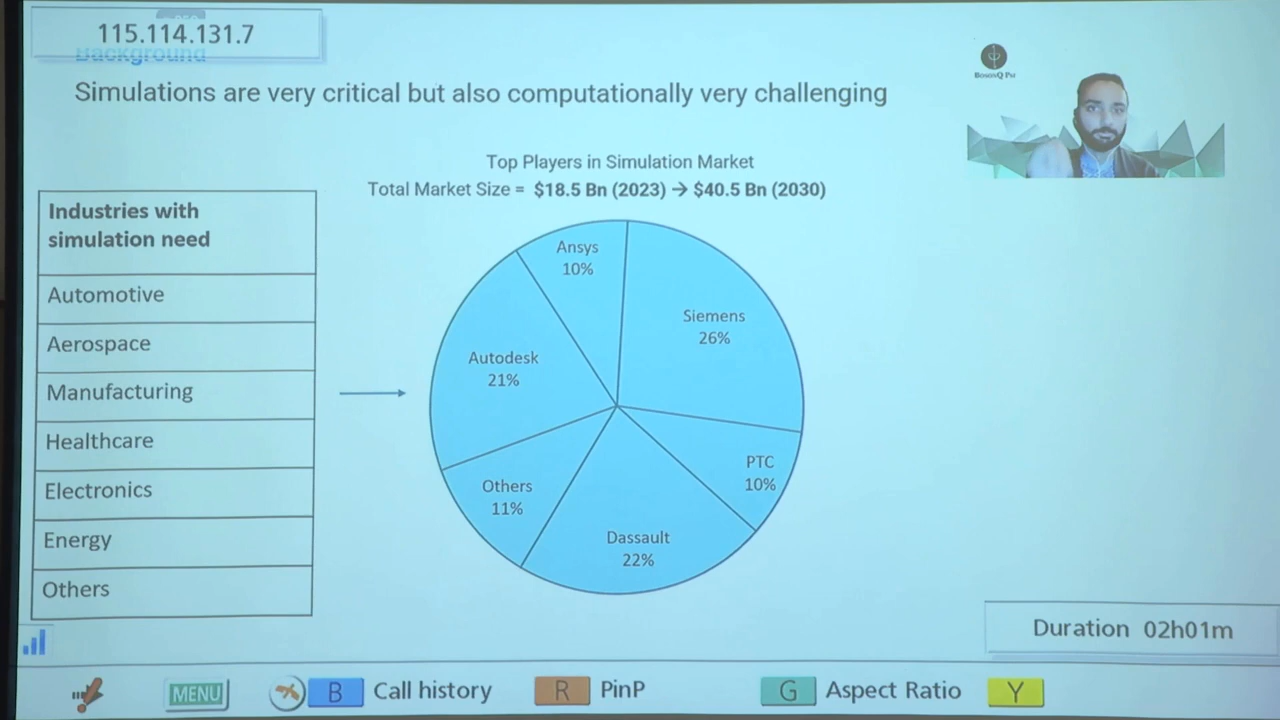 115.114.131.7
Background
Simulations are very critical but also computationally very challenging
BosonQ Psi
Top Players in Simulation Market
Total Market Size = $18.5 Bn (2023) → $40.5 Bn (2030)
Industries with
simulation need
Automotive
Aerospace
Manufacturing
Healthcare
Electronics
Energy
Others
Ansys
10%
Siemens
26%
Autodesk
21%
PTC
10%
Others
11%
Dassault
22%
Duration 02h01m
MENU
B Call history
R PinP
G Aspect Ratio
Y